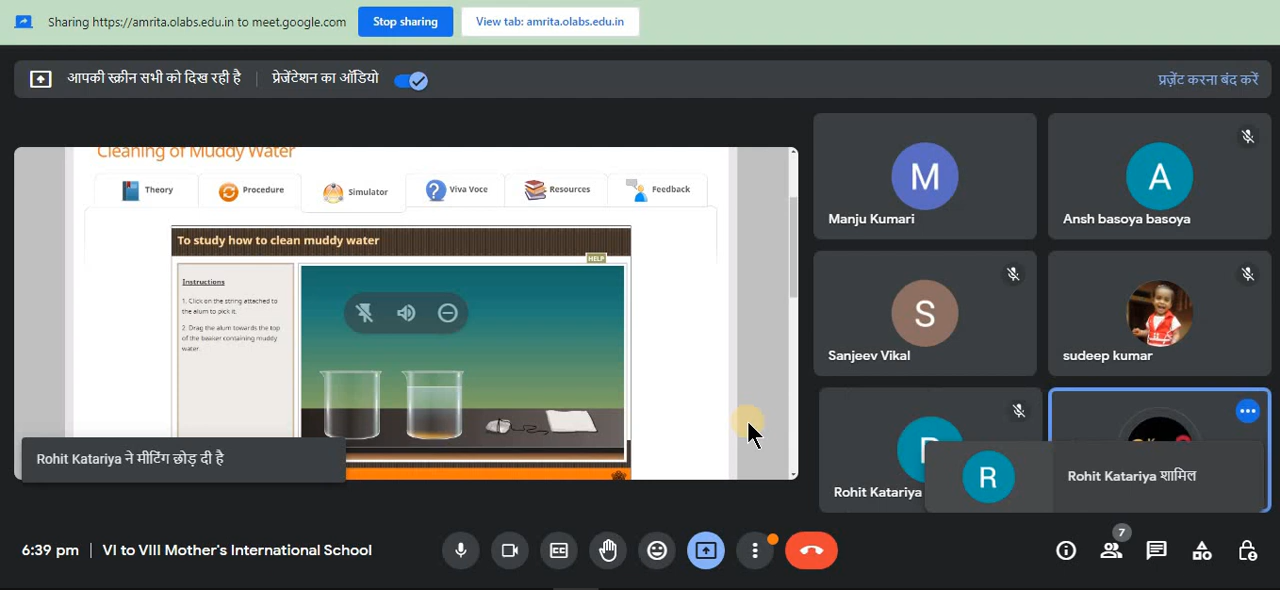 Sharing https://amrita.olabs.edu.in to meet.google.com
Stop sharing
View tab: amrita.olabs.edu.in
आपकी स्क्रीन सभी को दिख रही है
प्रेजेंटेशन का ऑडियो
प्रज़ेंट करना बंद करें
Cleaning of Muddy Water
Theory
Procedure
Simulator
Viva Voce
Resources
Feedback
To study how to clean muddy water
HELP
Instructions
1. Click on the string attached to
the alum to pick it.
2. Drag the alum towards the top
of the beaker containing muddy
water.
Rohit Katariya ने मीटिंग छोड़ दी है
M
Manju Kumari
A
Ansh basoya basoya
S
Sanjeev Vikal
sudeep kumar
Rohit Katariya
R
Rohit Katariya शामिल
6:39 pm
VI to VIII Mother's International School
7